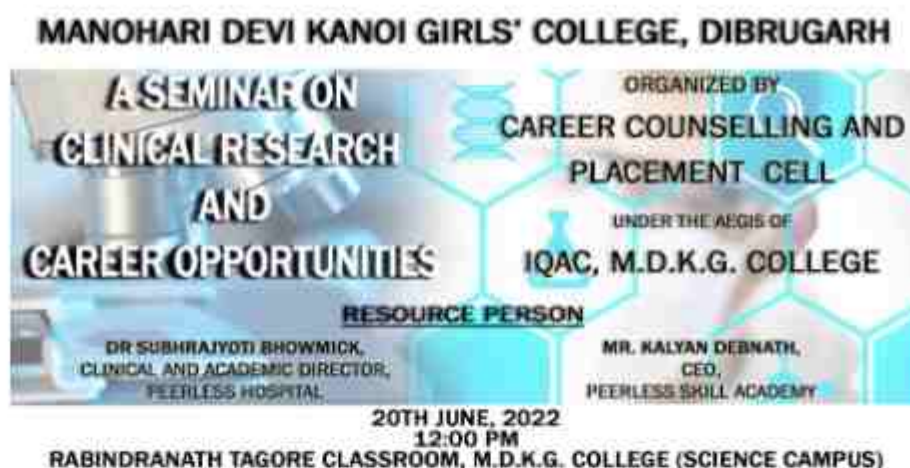 MANOHARI DEVI KANOI GIRLS' COLLEGE, DIBRUGARH
A SEMINAR ON
CLINICAL RESEARCH
AND
CAREER OPPORTUNITIES
ORGANIZED BY
CAREER COUNSELLING AND
PLACEMENT CELL
UNDER THE AEGIS OF
IQAC, M.D.K.G. COLLEGE
RESOURCE PERSON
DR SUBHRAJYOTI BHOWMICK,
CLINICAL AND ACADEMIC DIRECTOR,
PEERLESS HOSPITAL
MR. KALYAN DEBNATH,
CEO,
PEERLESS SKILL ACADEMY
20TH JUNE, 2022
12:00 PM
RABINDRANATH TAGORE CLASSROOM, M.D.K.G. COLLEGE (SCIENCE CAMPUS)